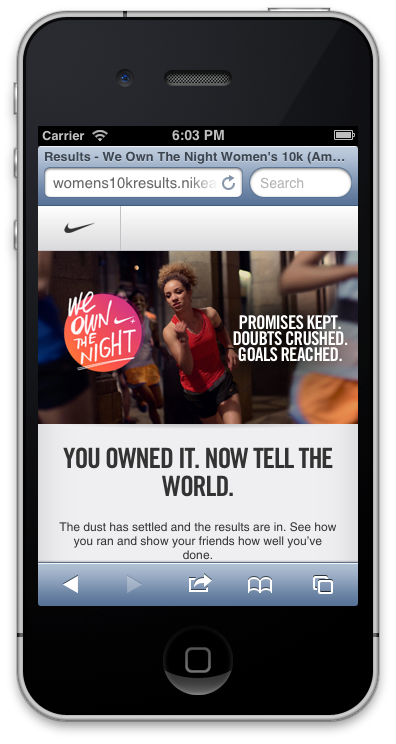 Carrier 6:03 PM
Results - We Own The Night Women's 10k (Am...
womens10kresults.nikea Search
WE
OWN
THE
NIGHT
PROMISES KEPT.
DOUBTS CRUSHED.
GOALS REACHED.
YOU OWNED IT. NOW TELL THE
WORLD.
The dust has settled and the results are in. See how
you ran and show your friends how well you've
done.